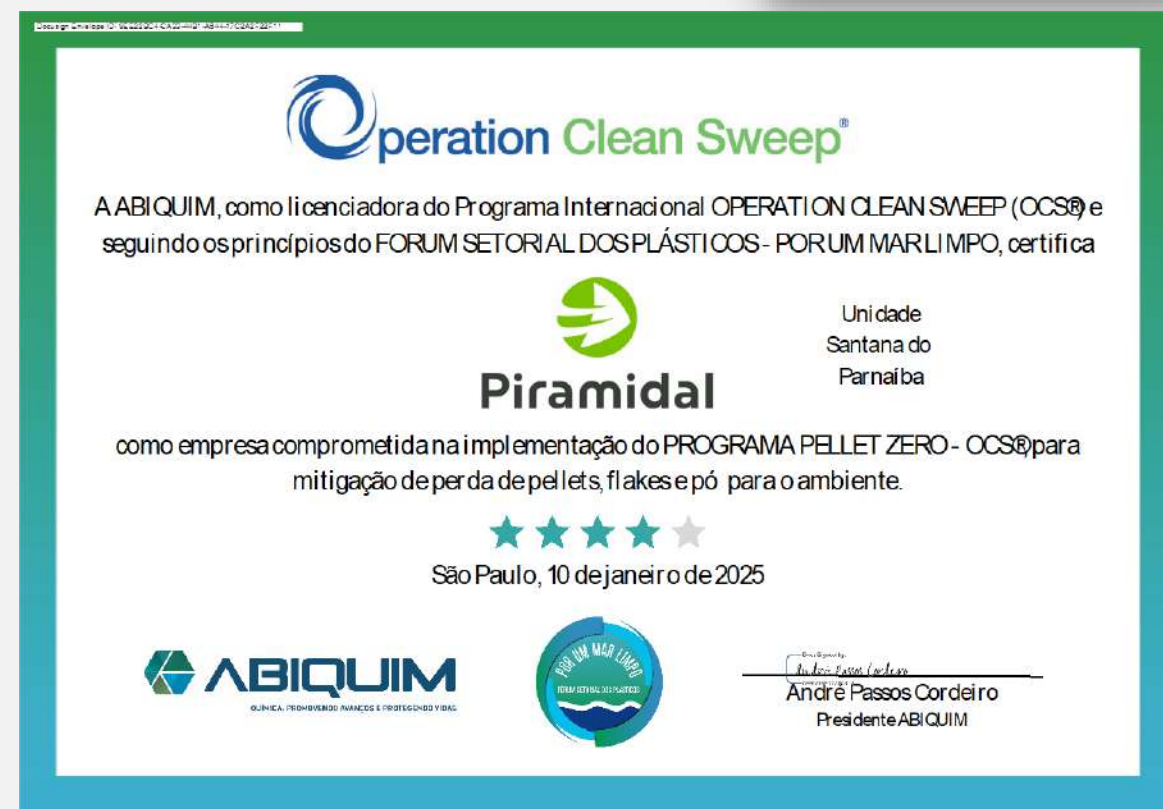 Operation Clean Sweep®
A ABIQUIM, como licenciadora do Programa Internacional OPERATION CLEAN SWEEP (OCS®) e
seguindo os princípios do FORUM SETORIAL DOS PLÁSTICOS - POR UM MAR LIMPO, certifica
Piramidal
Unidade
Santana do
Parnaíba
como empresa comprometida na implementação do PROGRAMA PELLET ZERO - OCS® para
mitigação de perda de pellets, flakes e pó para o ambiente.
São Paulo, 10 de janeiro de 2025
ABIQUIM
QUÍMICA, PROMOVENDO AVANÇOS E PROTEGENDO VIDAS
POR UM MAR LIMPO
FORUM SETORIAL DOS PLÁSTICOS
André Passos Cordeiro
André Passos Cordeiro
Presidente ABIQUIM